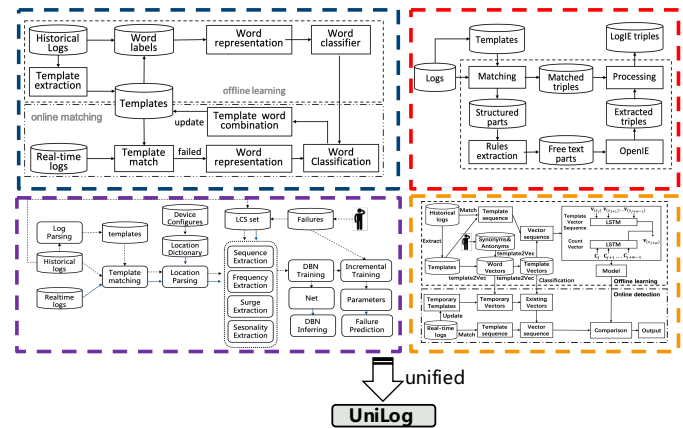 Historical
Logs
Word
labels
Word
representation
Word
classifier
Template
extraction
Templates
offline learning
online matching
update
Template word
combination
Real-time
logs
Template
match
failed
Word
representation
Word
Classification
Templates
LogIE triples
Logs
Matching
Matched
triples
Processing
Structured
parts
Extracted
triples
Rules
extraction
Free text
parts
OpenIE
Device
Configures
LCS set
Failures
Log
Parsing
templates
Location
Dictionary
Historical
logs
Template
matching
Location
Parsing
Realtime
logs
Sequence
Extraction
Frequency
Extraction
Surge
Extraction
Sesonality
Extraction
DBN
Training
Incremental
Training
Net
Parameters
DBN
Inferring
Failure
Prediction
Historical
logs
Match
Template
sequence
Vector
sequence
Extract
Synonyms&
Antonyms
template2Vec
Templates
Word
Vectors
Template
Vectors
template2Vec
Classification
Template
Vector
Sequence
LSTM
Count
Vector
LSTM
Model
Offline learning
Online detection
Temporary
Templates
Temporary
Vectors
Existing
Vectors
Update
Real-time
logs
Match
Template
sequence
Vector
sequence
Comparison
Output
unified
UniLog